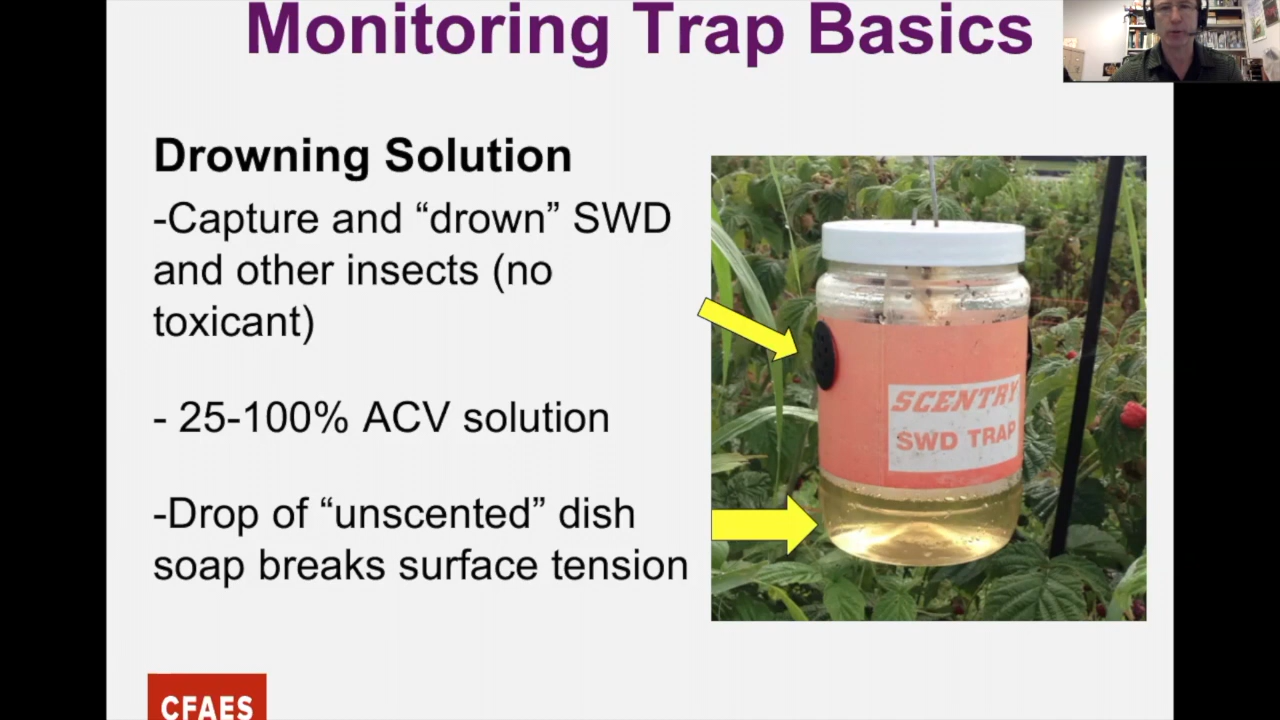 Monitoring Trap Basics
Drowning Solution
-Capture and “drown” SWD
and other insects (no
toxicant)
- 25-100% ACV solution
-Drop of “unscented” dish
soap breaks surface tension
SCENTRY
SWD TRAP
CFAES